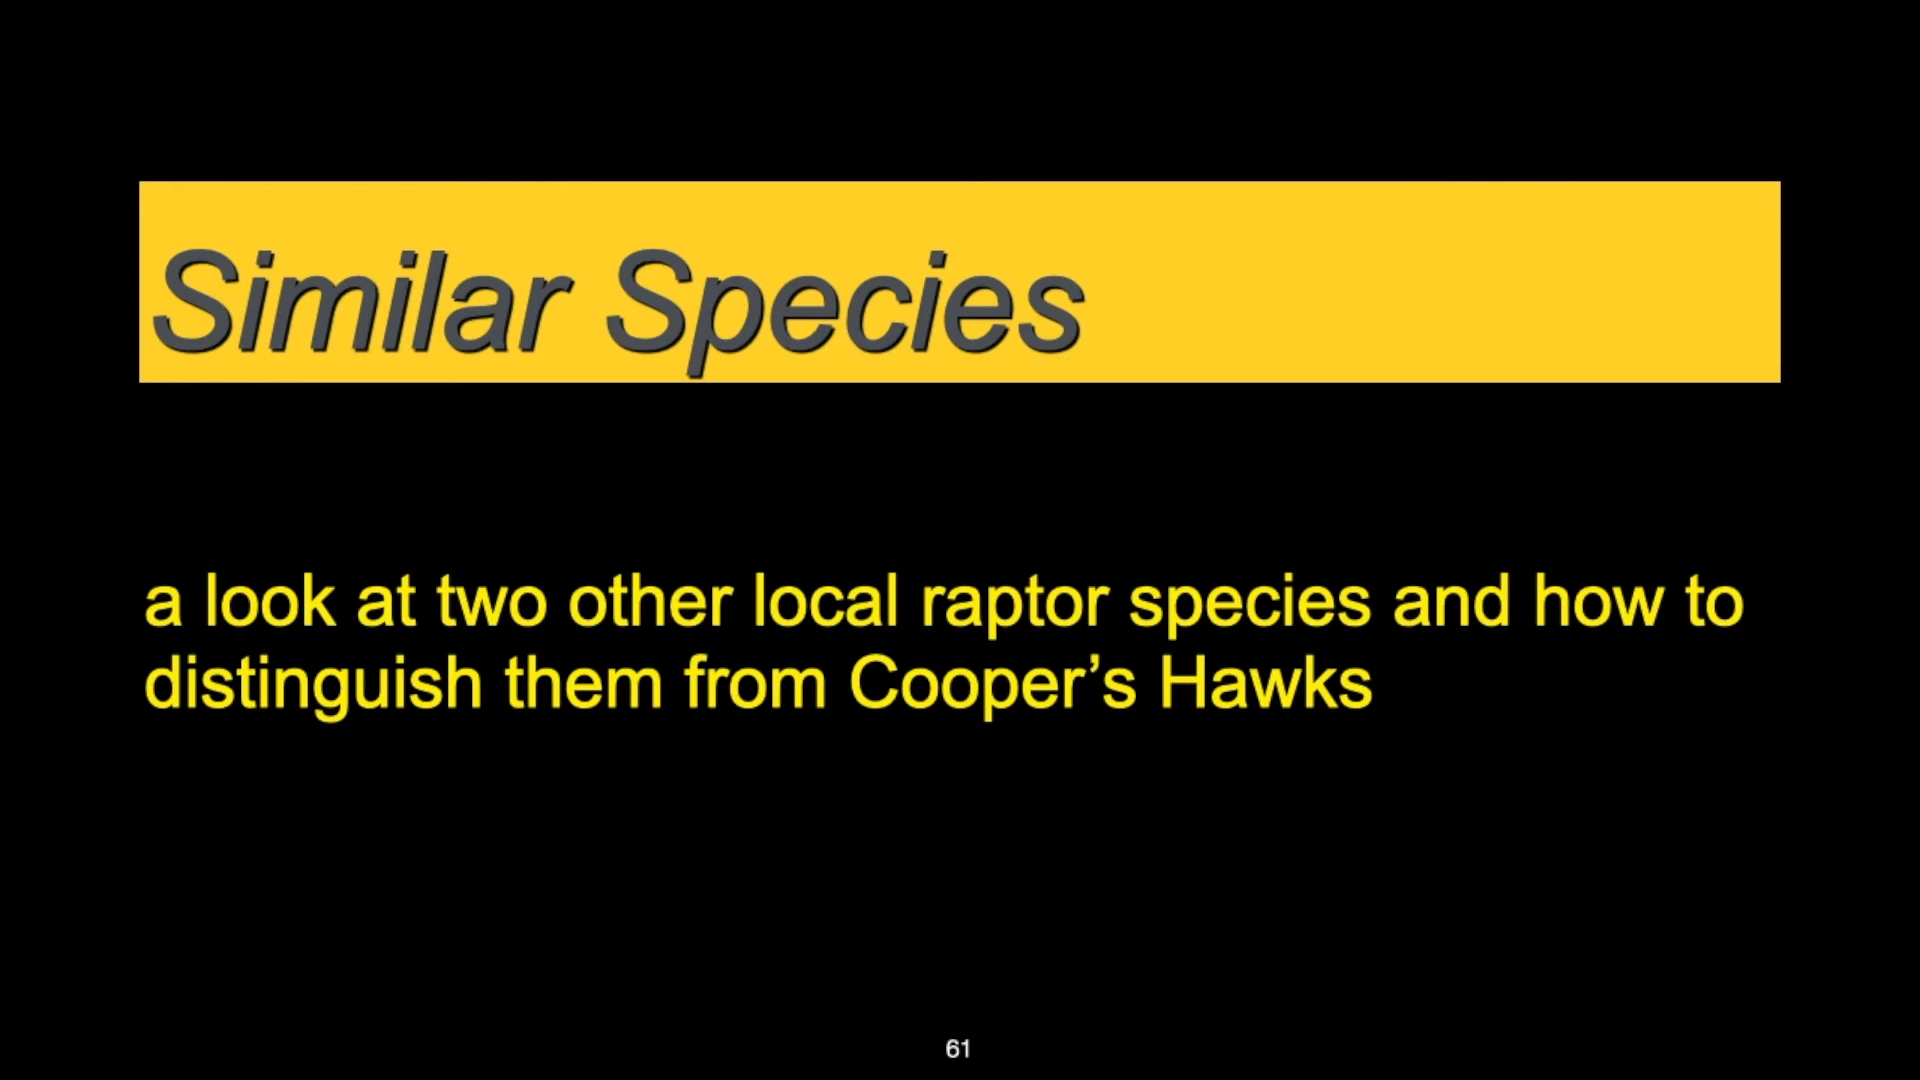 Similar Species
a look at two other local raptor species and how to
distinguish them from Cooper’s Hawks
61